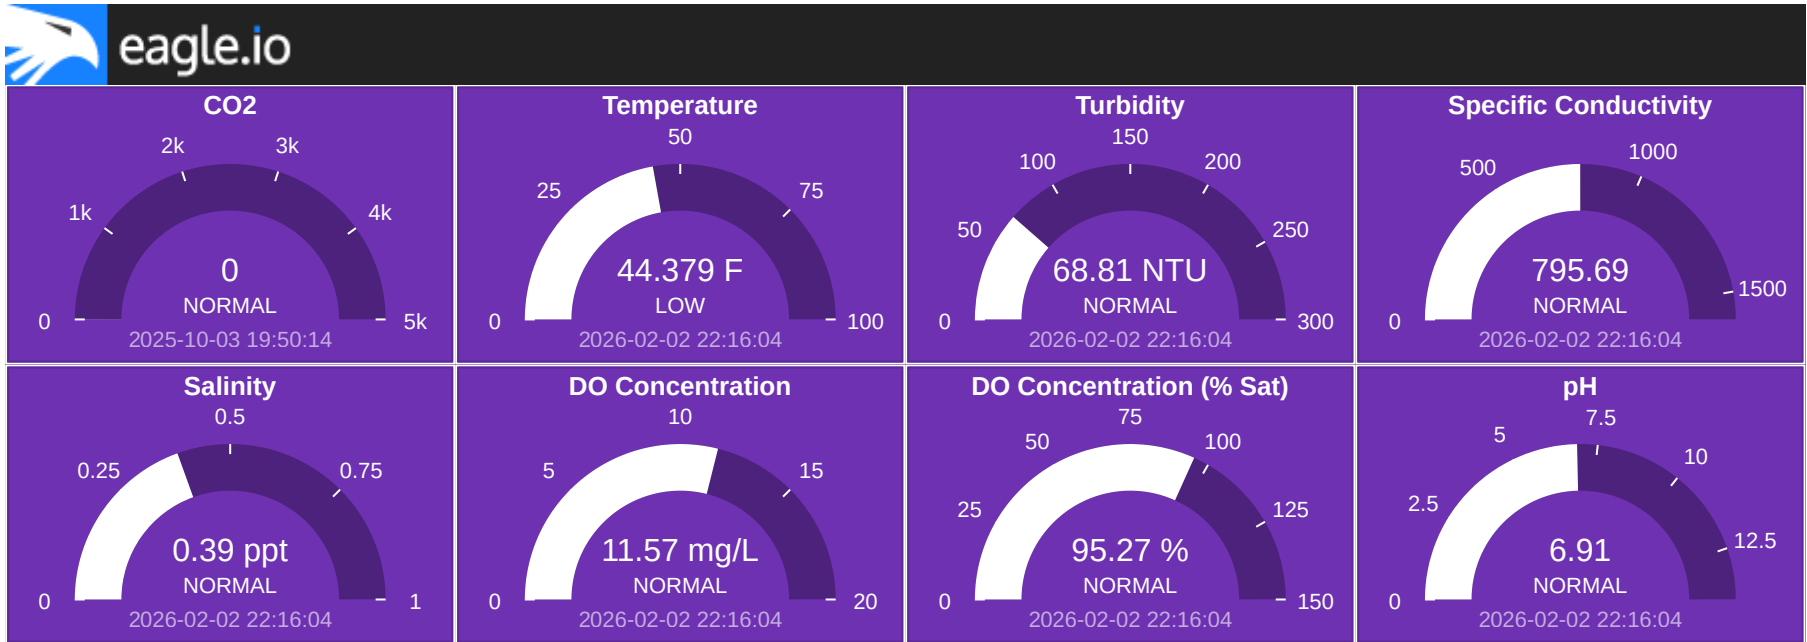 eagle.io
CO2
2k
3k
1k
4k
0
NORMAL
0
5k
2025-10-03 19:50:14
Temperature
50
25
75
44.379 F
LOW
0
100
2026-02-02 22:16:04
Turbidity
150
100
200
50
250
68.81 NTU
NORMAL
0
300
2026-02-02 22:16:04
Specific Conductivity
500
1000
795.69
1500
NORMAL
0
2026-02-02 22:16:04
Salinity
0.5
0.25
0.75
0.39 ppt
NORMAL
0
1
2026-02-02 22:16:04
DO Concentration
10
5
15
11.57 mg/L
NORMAL
0
20
2026-02-02 22:16:04
DO Concentration (% Sat)
75
50
100
25
125
95.27 %
NORMAL
0
150
2026-02-02 22:16:04
pH
7.5
5
10
2.5
12.5
6.91
NORMAL
0
2026-02-02 22:16:04